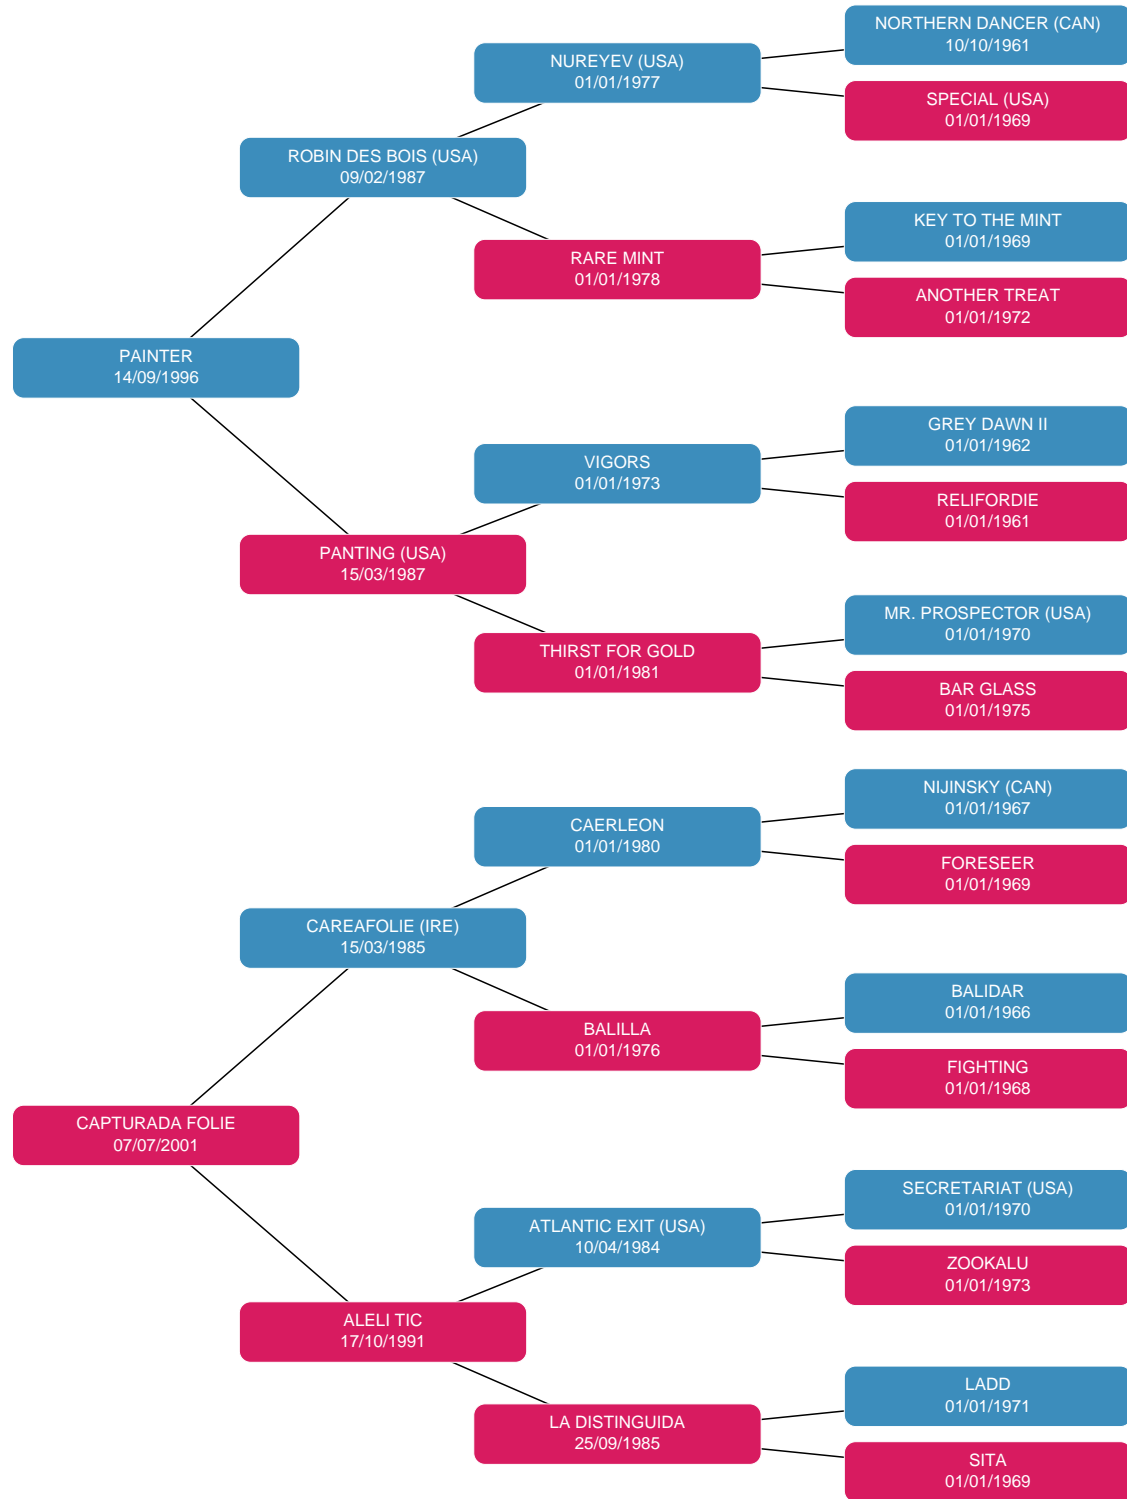 NORTHERN DANCER (CAN)
10/10/1961
NUREYEV (USA)
01/01/1977
SPECIAL (USA)
01/01/1969
ROBIN DES BOIS (USA)
09/02/1987
KEY TO THE MINT
01/01/1969
RARE MINT
01/01/1978
ANOTHER TREAT
01/01/1972
PAINTER
14/09/1996
GREY DAWN II
01/01/1962
VIGORS
01/01/1973
RELIFORDIE
01/01/1961
PANTING (USA)
15/03/1987
MR. PROSPECTOR (USA)
01/01/1970
THIRST FOR GOLD
01/01/1981
BAR GLASS
01/01/1975
NIJINSKY (CAN)
01/01/1967
CAERLEON
01/01/1980
FORESEER
01/01/1969
CAREAFOLIE (IRE)
15/03/1985
BALIDAR
01/01/1966
BALILLA
01/01/1976
FIGHTING
01/01/1968
CAPTURADA FOLIE
07/07/2001
SECRETARIAT (USA)
01/01/1970
ATLANTIC EXIT (USA)
10/04/1984
ZOOKALU
01/01/1973
ALELI TIC
17/10/1991
LADD
01/01/1971
LA DISTINGUIDA
25/09/1985
SITA
01/01/1969